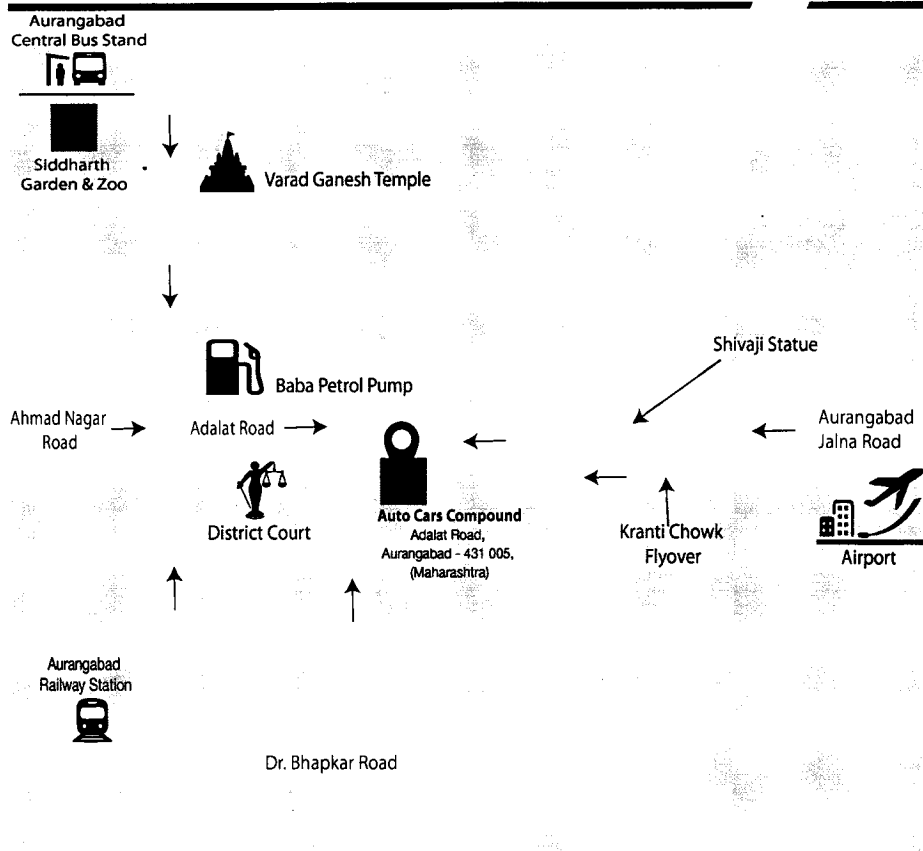 Aurangabad
Central Bus Stand
Siddharth
Garden & Zoo
Varad Ganesh Temple
Shivaji Statue
Baba Petrol Pump
Ahmad Nagar
Road
Adalat Road
Aurangabad
Jalna Road
District Court
Auto Cars Compound
Adalat Road,
Aurangabad - 431 005,
(Maharashtra)
Kranti Chowk
Flyover
Airport
Aurangabad
Railway Station
Dr. Bhapkar Road